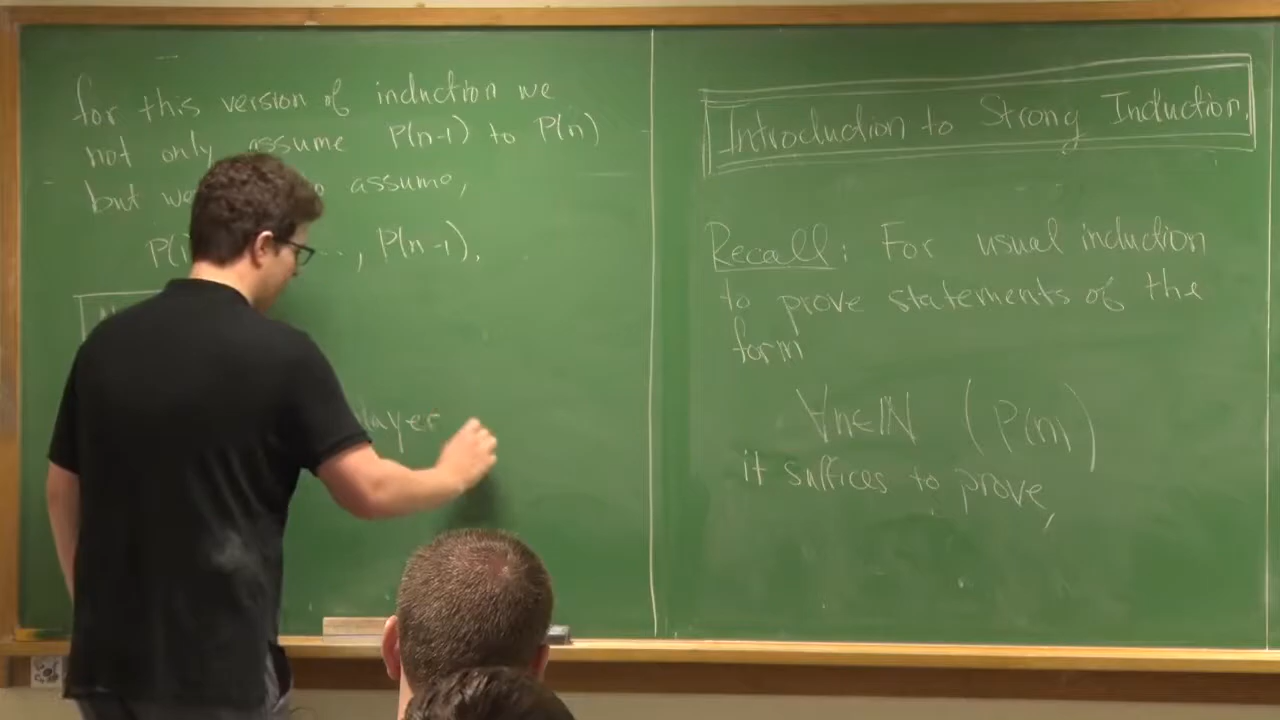 for this version of induction we
not only assume P(n-1) to P(n)
but we assume,
..., P(n-1).
layer
Introduction to Strong Induction.
Recall: For usual induction
to prove statements of the
form
∀n∈ℕ (P(n))
it suffices to prove,